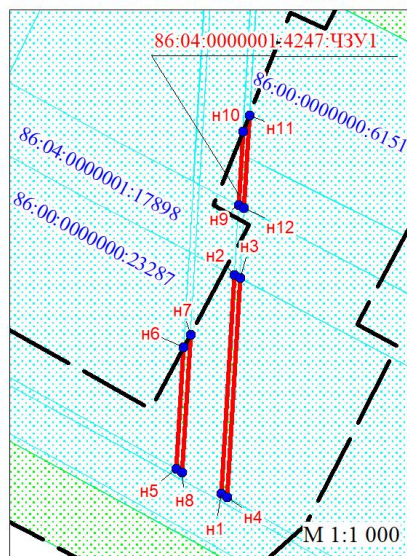 86:04:0000001:4247:ЧЗУ1
86:00:0000000:6151
н10
н11
86:04:0000001:17898
86:00:0000000:23287
н9
н12
н2
н3
н7
н6
н5
н8
н1
н4
М 1:1 000